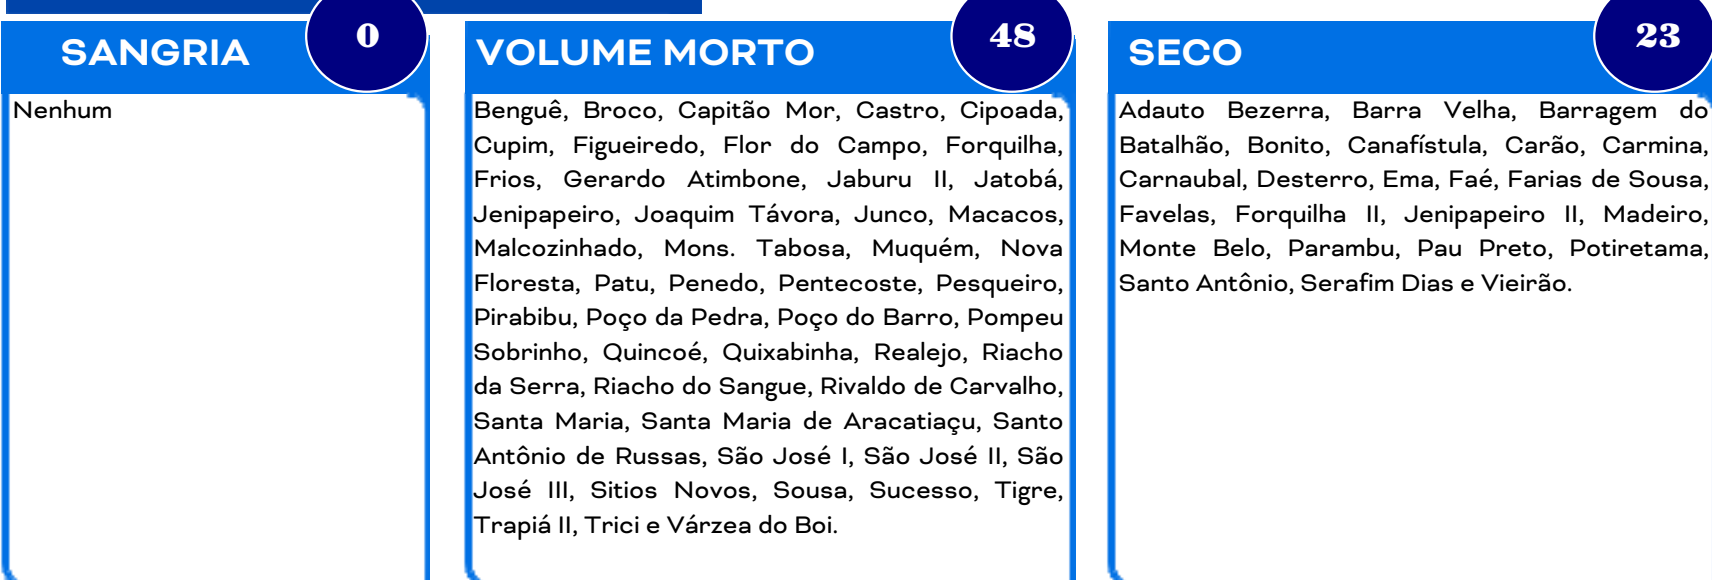 SANGRIA
0
Nenhum
VOLUME MORTO
48
Benguê, Broco, Capitão Mor, Castro, Cipoada,
Cupim, Figueiredo, Flor do Campo, Forquilha,
Frios, Gerardo Atimbone, Jaburu II, Jatobá,
Jenipapeiro, Joaquim Távora, Junco, Macacos,
Malcozinhado, Mons. Tabosa, Muquém, Nova
Floresta, Patu, Penedo, Pentecoste, Pesqueiro,
Pirabibu, Poço da Pedra, Poço do Barro, Pompeu
Sobrinho, Quincoé, Quixabinha, Realejo, Riacho
da Serra, Riacho do Sangue, Rivaldo de Carvalho,
Santa Maria, Santa Maria de Aracatiaçu, Santo
Antônio de Russas, São José I, São José II, São
José III, Sitios Novos, Sousa, Sucesso, Tigre,
Trapiá II, Trici e Várzea do Boi.
SECO
23
Adauto Bezerra, Barra Velha, Barragem do
Batalhão, Bonito, Canafístula, Carão, Carmina,
Carnaubal, Desterro, Ema, Faé, Farias de Sousa,
Favelas, Forquilha II, Jenipapeiro II, Madeiro,
Monte Belo, Parambu, Pau Preto, Potiretama,
Santo Antônio, Serafim Dias e Vieirão.